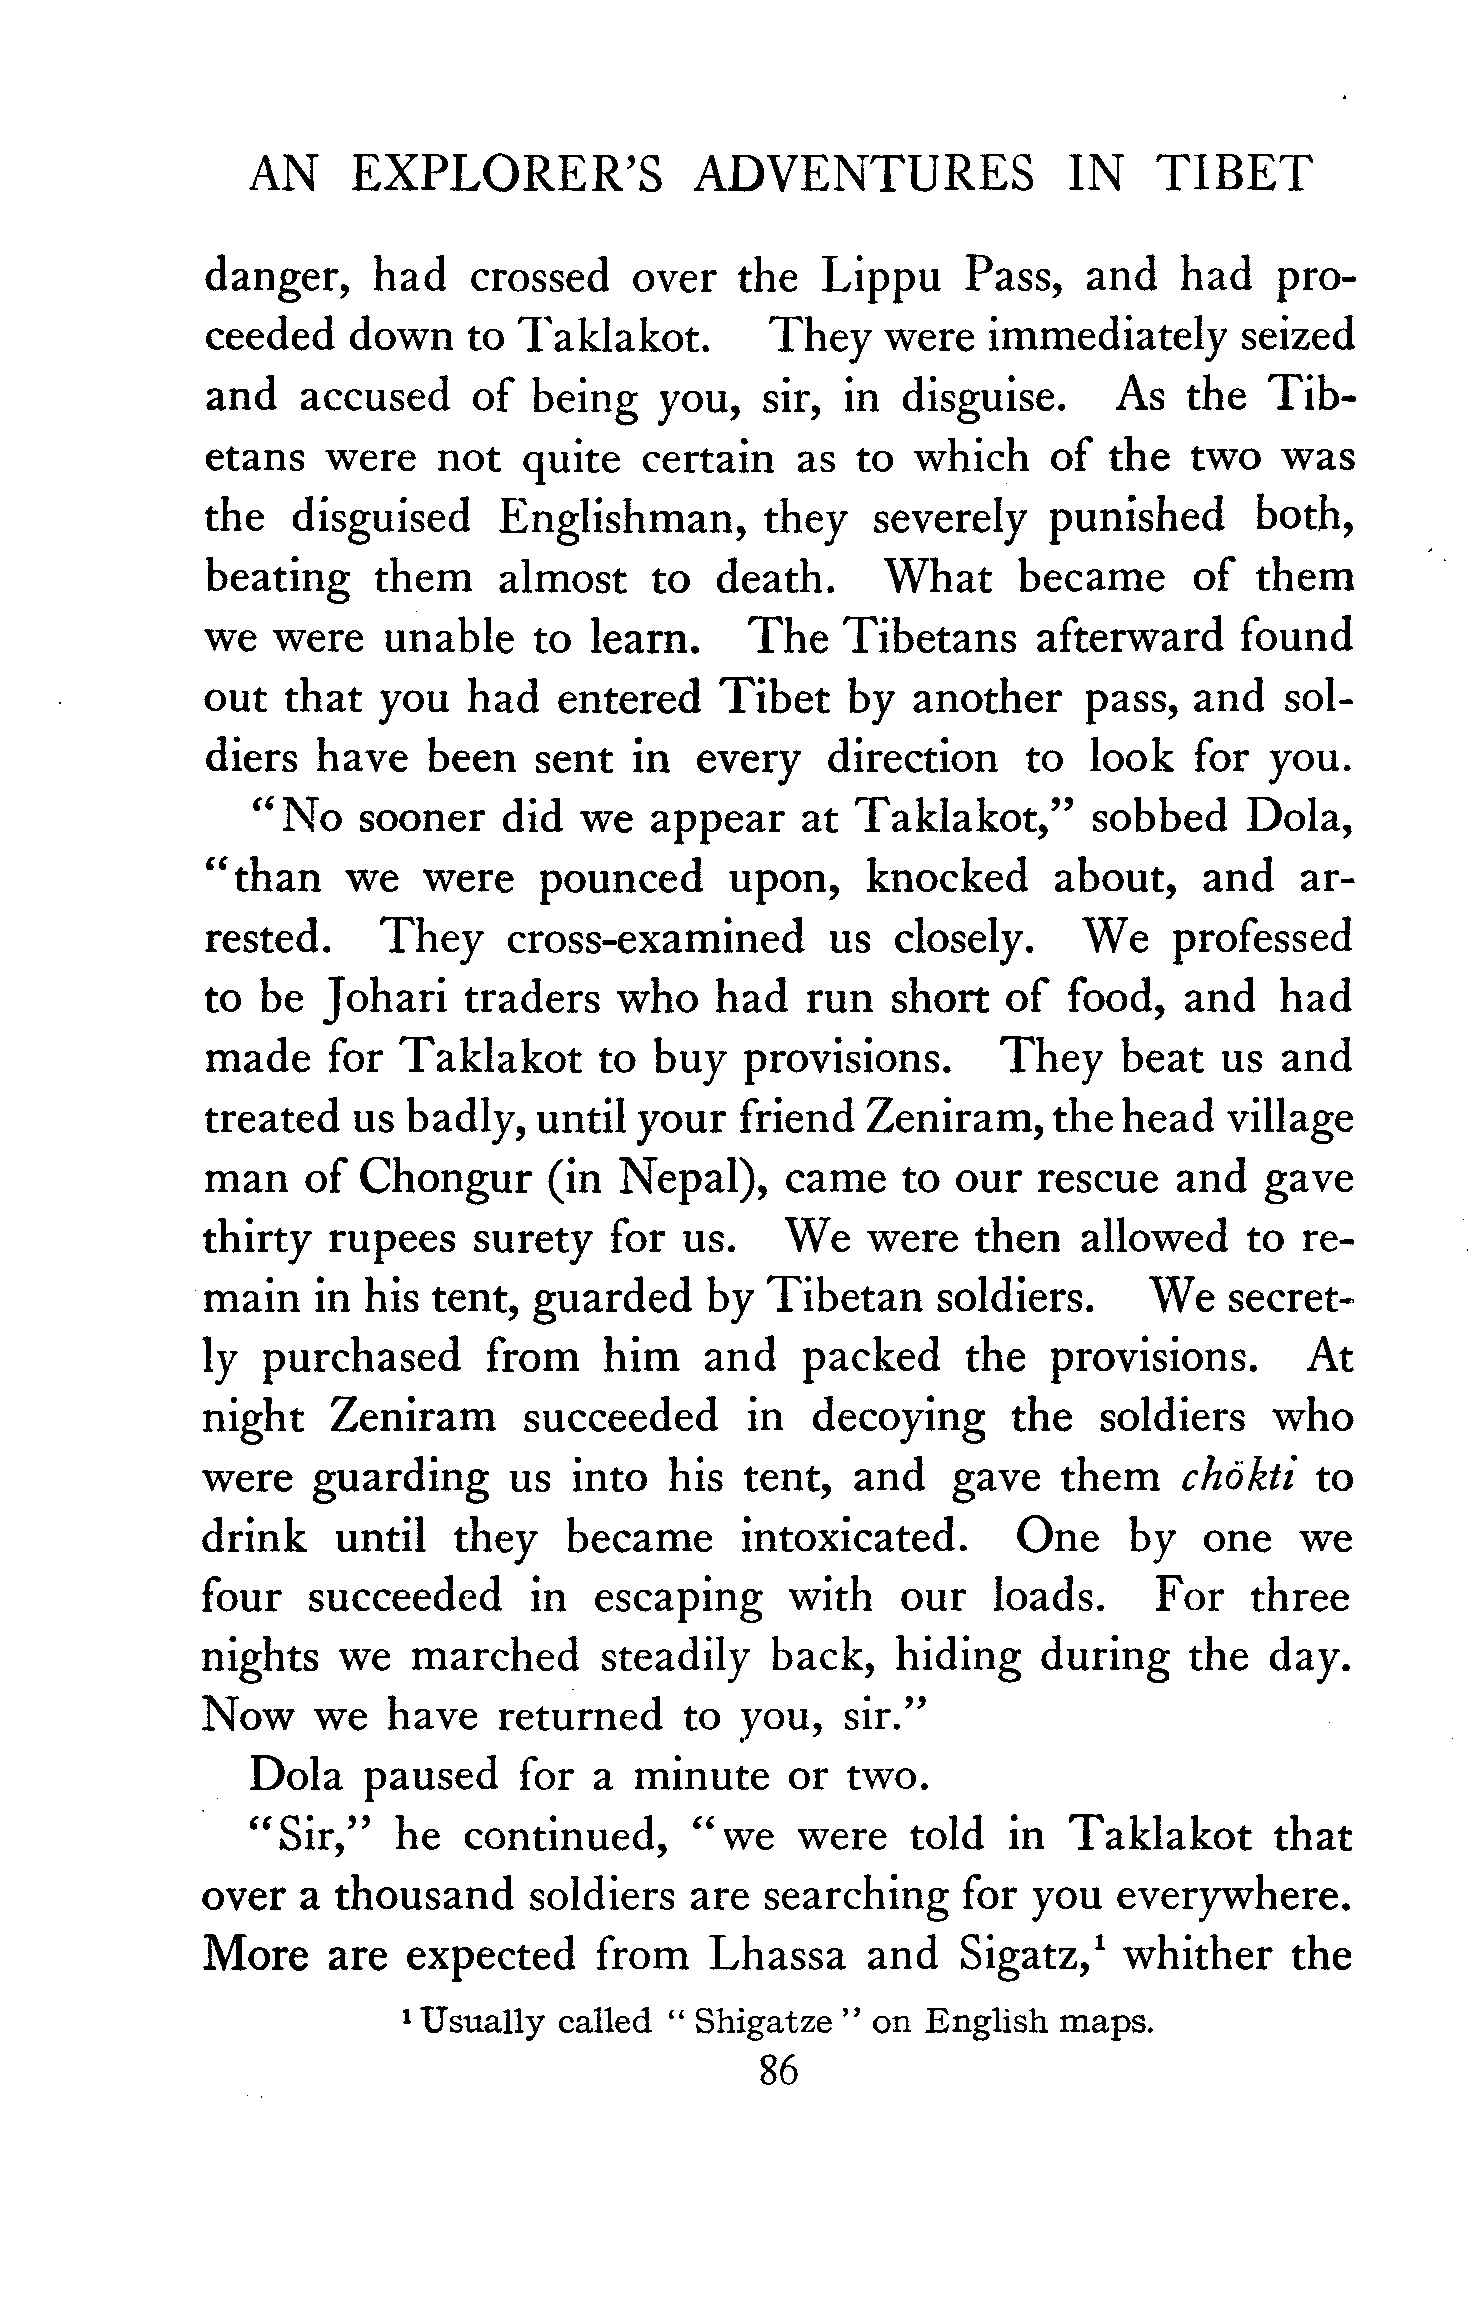 AN EXPLORER'S ADVENTURES IN TIBET
danger, had crossed over the Lippu Pass, and had pro-
ceeded down to Taklakot. They were immediately seized
and accused of being you, sir, in disguise. As the Tib-
etans were not quite certain as to which of the two was
the disguised Englishman, they severely punished both,
beating them almost to death. What became of them
we were unable to learn. The Tibetans afterward found
out that you had entered Tibet by another pass, and sol-
diers have been sent in every direction to look for you.
"No sooner did we appear at Taklakot," sobbed Dola,
"than we were pounced upon, knocked about, and ar-
rested. They cross-examined us closely. We professed
to be Johari traders who had run short of food, and had
made for Taklakot to buy provisions. They beat us and
treated us badly, until your friend Zeniram, the head village
man of Chongur (in Nepal), came to our rescue and gave
thirty rupees surety for us. We were then allowed to re-
main in his tent, guarded by Tibetan soldiers. We secret-
ly purchased from him and packed the provisions. At
night Zeniram succeeded in decoying the soldiers who
were guarding us into his tent, and gave them chökti to
drink until they became intoxicated. One by one we
four succeeded in escaping with our loads. For three
nights we marched steadily back, hiding during the day.
Now we have returned to you, sir."
Dola paused for a minute or two.
"Sir," he continued, "we were told in Taklakot that
over a thousand soldiers are searching for you everywhere.
More are expected from Lhassa and Sigatz,¹ whither the
¹ Usually called "Shigatze" on English maps.
86